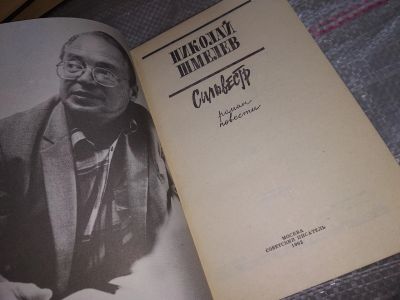 НИКОЛАЙ
ШМЕЛЕВ
Сильвестр
роман
повести
МОСКВА
СОВЕТСКИЙ ПИСАТЕЛЬ
1992